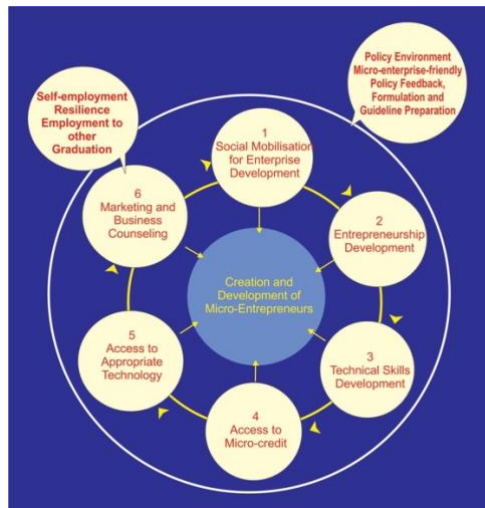 Policy Environment
Micro-enterprise-friendly
Policy Feedback,
Formulation and
Guideline Preparation
Self-employment
Resilience
Employment to
other
Graduation
1
Social Mobilisation
for Enterprise
Development
2
Entrepreneurship
Development
3
Technical Skills
Development
4
Access to
Micro-credit
5
Access to
Appropriate
Technology
6
Marketing and
Business
Counseling
Creation and
Development of
Micro-Entrepreneurs